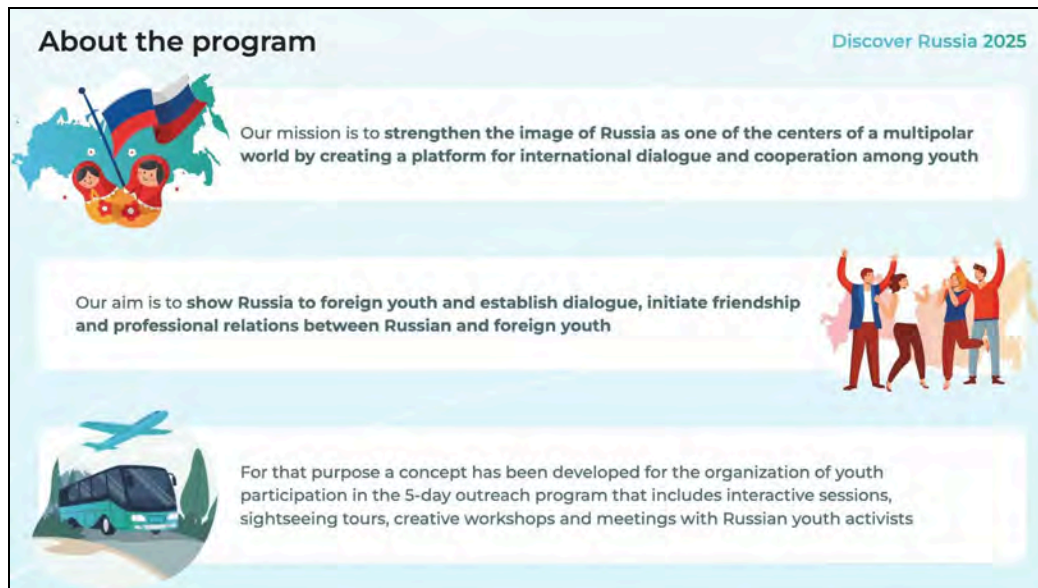 About the program
Discover Russia 2025
Our mission is to strengthen the image of Russia as one of the centers of a multipolar
world by creating a platform for international dialogue and cooperation among youth
Our aim is to show Russia to foreign youth and establish dialogue, initiate friendship
and professional relations between Russian and foreign youth
For that purpose a concept has been developed for the organization of youth
participation in the 5-day outreach program that includes interactive sessions,
sightseeing tours, creative workshops and meetings with Russian youth activists